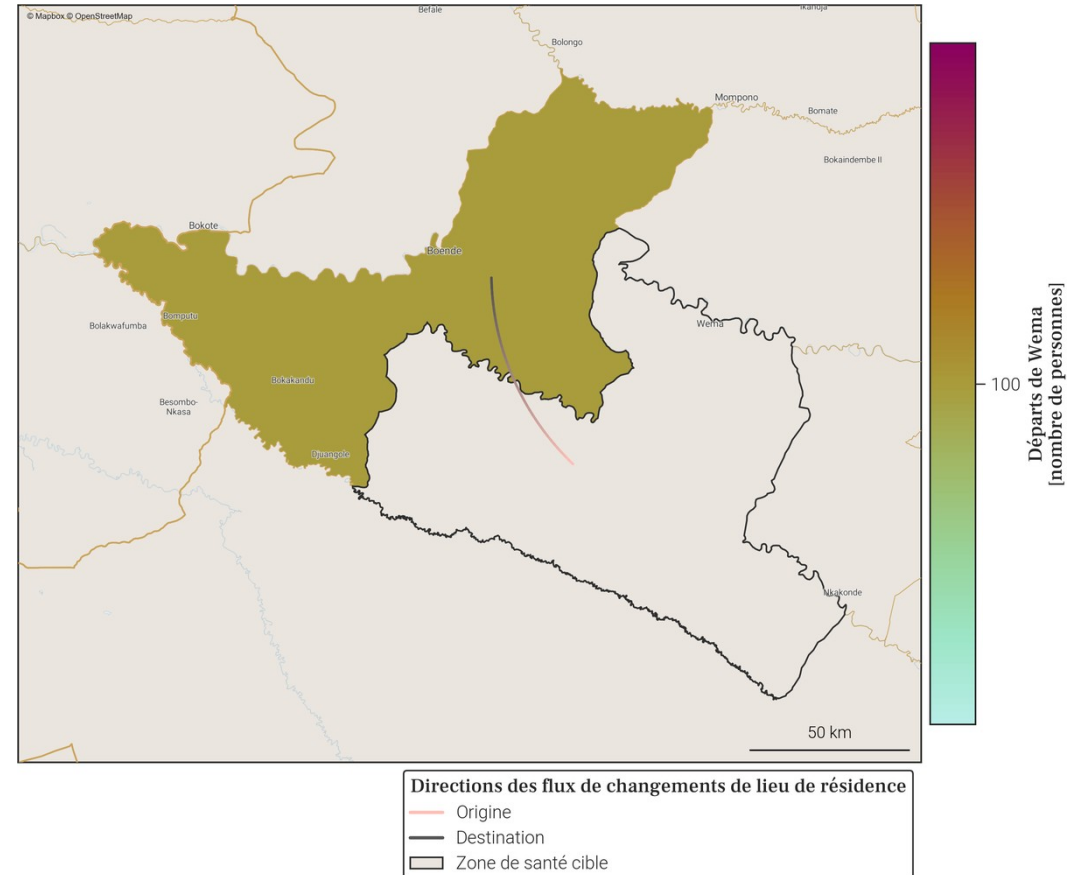 Befale
Ikanoja
© Mapbox © OpenStreetMap
Bolongo
Mompono
Bomate
Bokaindembe II
Bokote
Boende
Bomputu
Bolakwafumba
Wema
Bokakandu
Besombo-
Nkasa
Djuangole
Nkakonde
50 km
100
Départs de Wema
[nombre de personnes]
Directions des flux de changements de lieu de résidence
Origine
Destination
Zone de santé cible